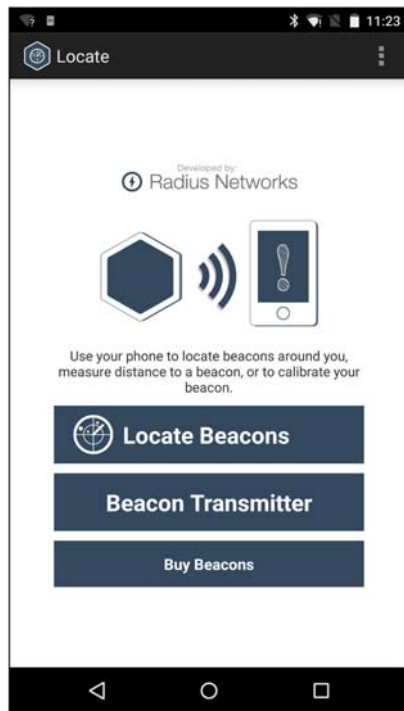 11:23
Locate
Developed by:
Radius Networks
Use your phone to locate beacons around you,
measure distance to a beacon, or to calibrate your
beacon.
Locate Beacons
Beacon Transmitter
Buy Beacons